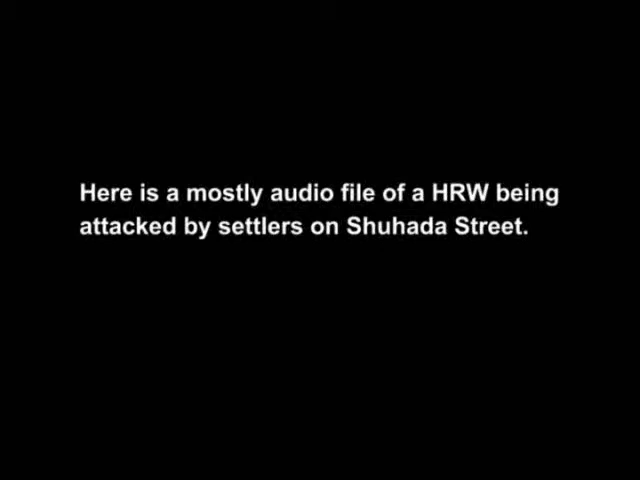 Here is a mostly audio file of a HRW being
attacked by settlers on Shuhada Street.